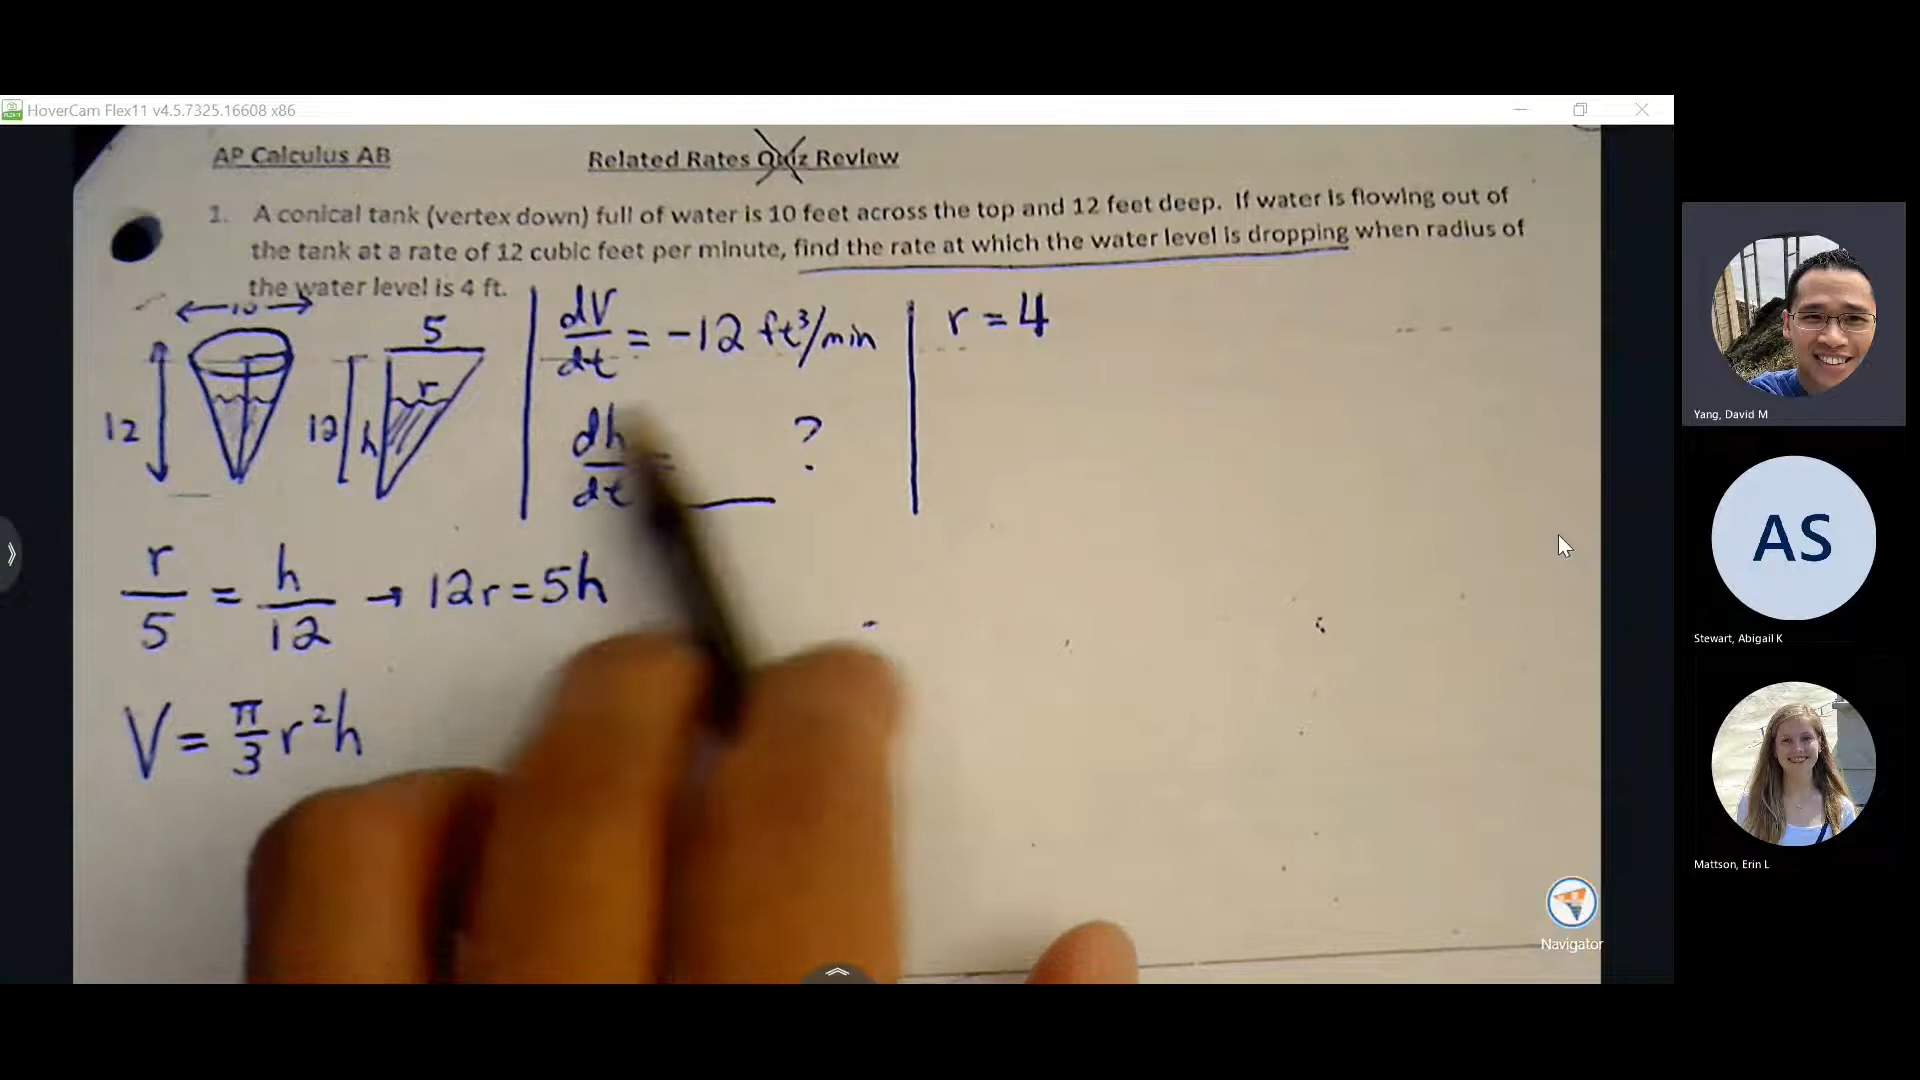 HoverCam Flex11 v4.5.7325.16608 x86
AP Calculus AB
Related Rates Quiz Review
1. A conical tank (vertex down) full of water is 10 feet across the top and 12 feet deep. If water is flowing out of
the tank at a rate of 12 cubic feet per minute, find the rate at which the water level is dropping when radius of
the water level is 4 ft.
10
12
5
r
12
h
dV/dt = -12 ft³/min
dh/dt = ___ ?
r = 4
r/5 = h/12 → 12r = 5h
V = π/3 r²h
Yang, David M
AS
Stewart, Abigail K
Mattson, Erin L
Navigator